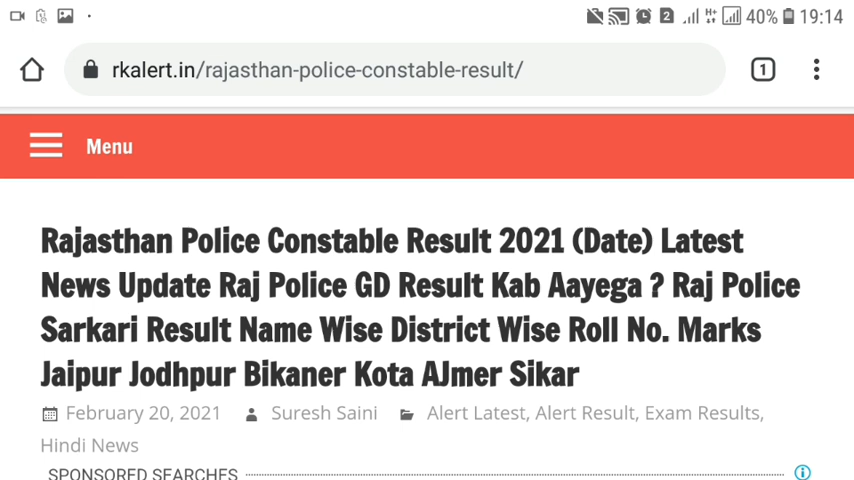 2 H+ 40% 19:14
rkalert.in/rajasthan-police-constable-result/ 1
Menu
Rajasthan Police Constable Result 2021 (Date) Latest
News Update Raj Police GD Result Kab Aayega ? Raj Police
Sarkari Result Name Wise District Wise Roll No. Marks
Jaipur Jodhpur Bikaner Kota AJmer Sikar
February 20, 2021 Suresh Saini Alert Latest, Alert Result, Exam Results,
Hindi News
SPONSORED SEARCHES